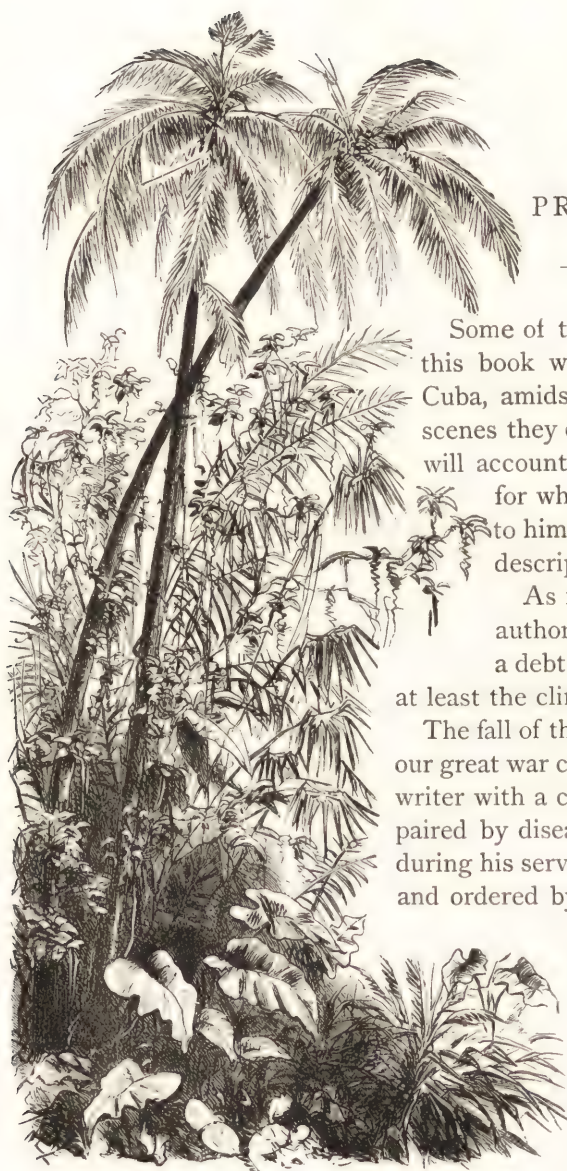 PR
Some of t
this book w
Cuba, amids
scenes they
will account
for wh
to him
descrip
As
author
a debt
at least the cli
The fall of th
our great war c
writer with a c
paired by disea
during his serv
and ordered by